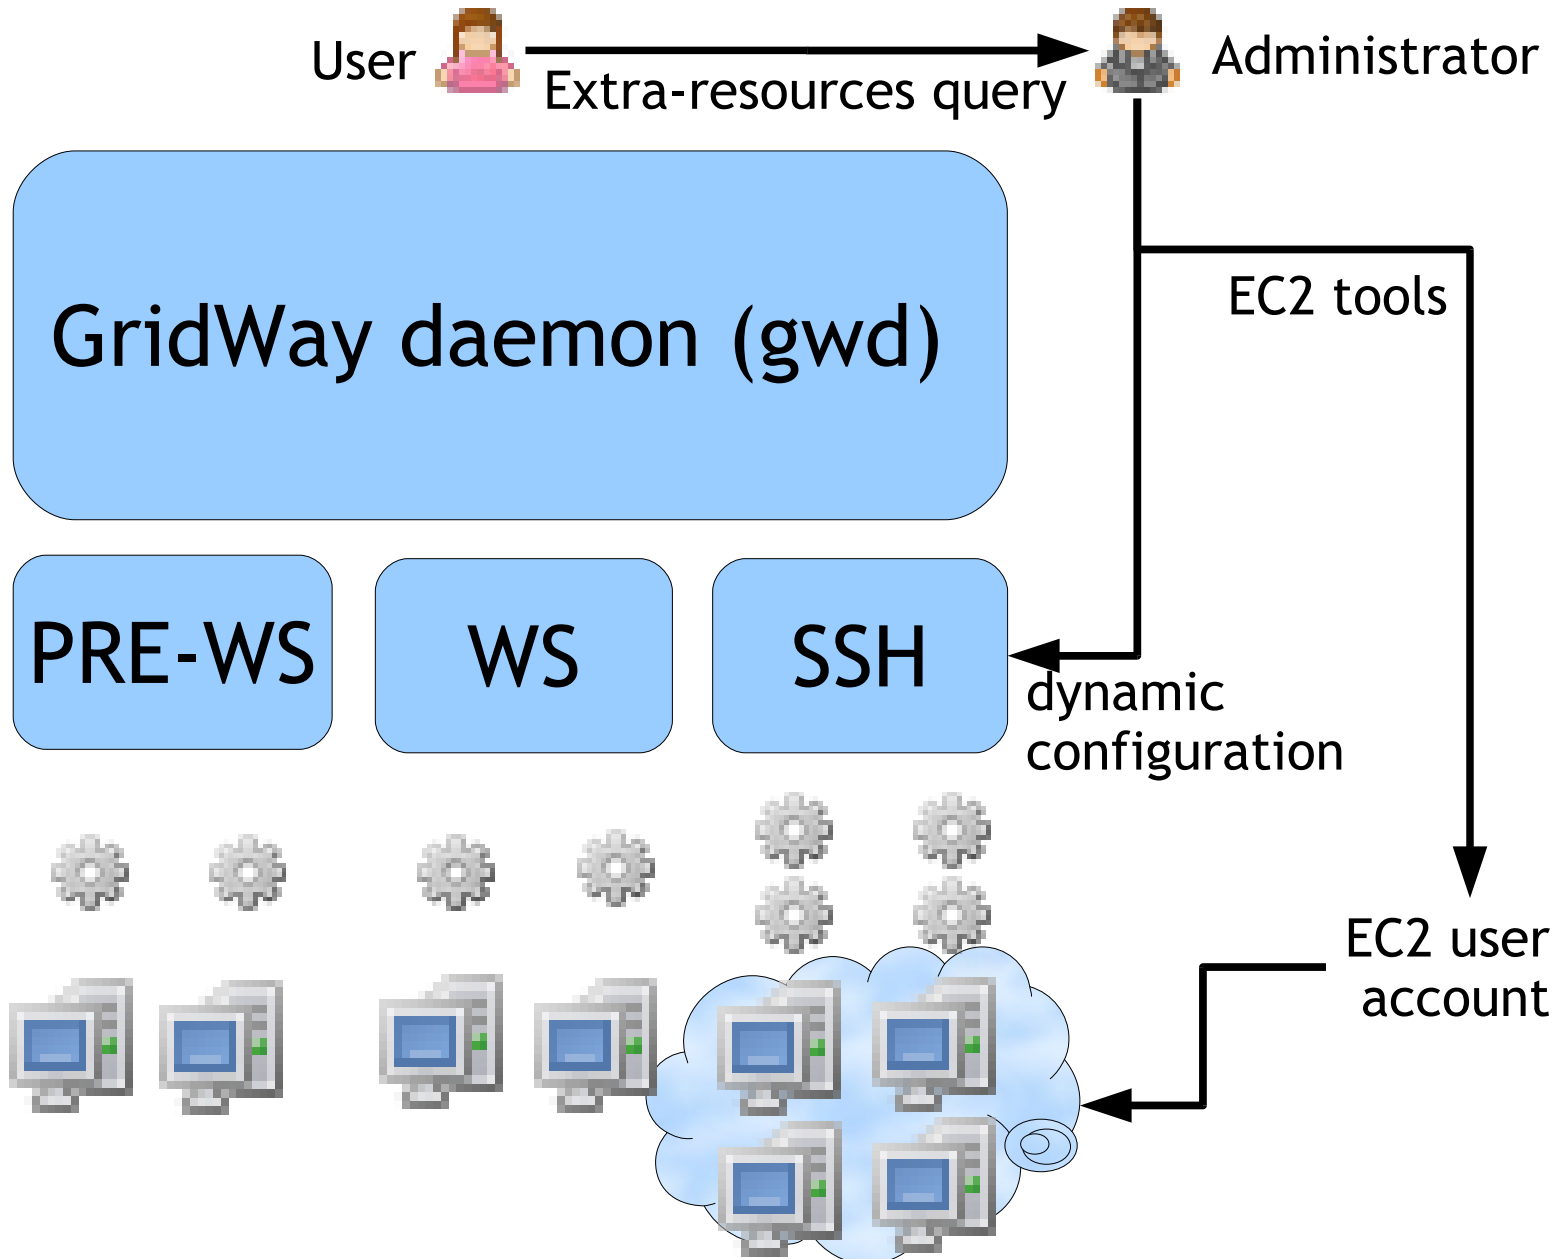 User
Administrator
Extra-resources query
EC2 tools
GridWay daemon (gwd)
PRE-WS
WS
SSH
dynamic
configuration
EC2 user
account